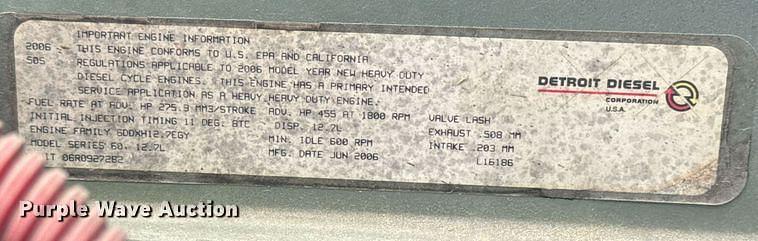 IMPORTANT ENGINE INFORMATION
2006 - THIS ENGINE CONFORMS TO U.S. EPA AND CALIFORNIA
50S REGULATIONS APPLICABLE TO 2006 MODEL YEAR NEW HEAVY DUTY
DIESEL CYCLE ENGINES. THIS ENGINE HAS A PRIMARY INTENDED
SERVICE APPLICATION AS A HEAVY HEAVY DUTY ENGINE.
FUEL RATE AT ADV. HP 275.9 MM3/STROKE ADV. HP 455 AT 1800 RPM VALVE LASH
INITIAL INJECTION TIMING 11 DEG. BTC DISP. 12.7L EXHAUST .508 MM
ENGINE FAMILY 6DDXH12.7EGY MIN. IDLE 600 RPM INTAKE .203 MM
MODEL SERIES 60, 12.7L MFG. DATE JUN 2006 L16186
IT 06R0927282
DETROIT DIESEL
CORPORATION
U.S.A.
Purple Wave Auction